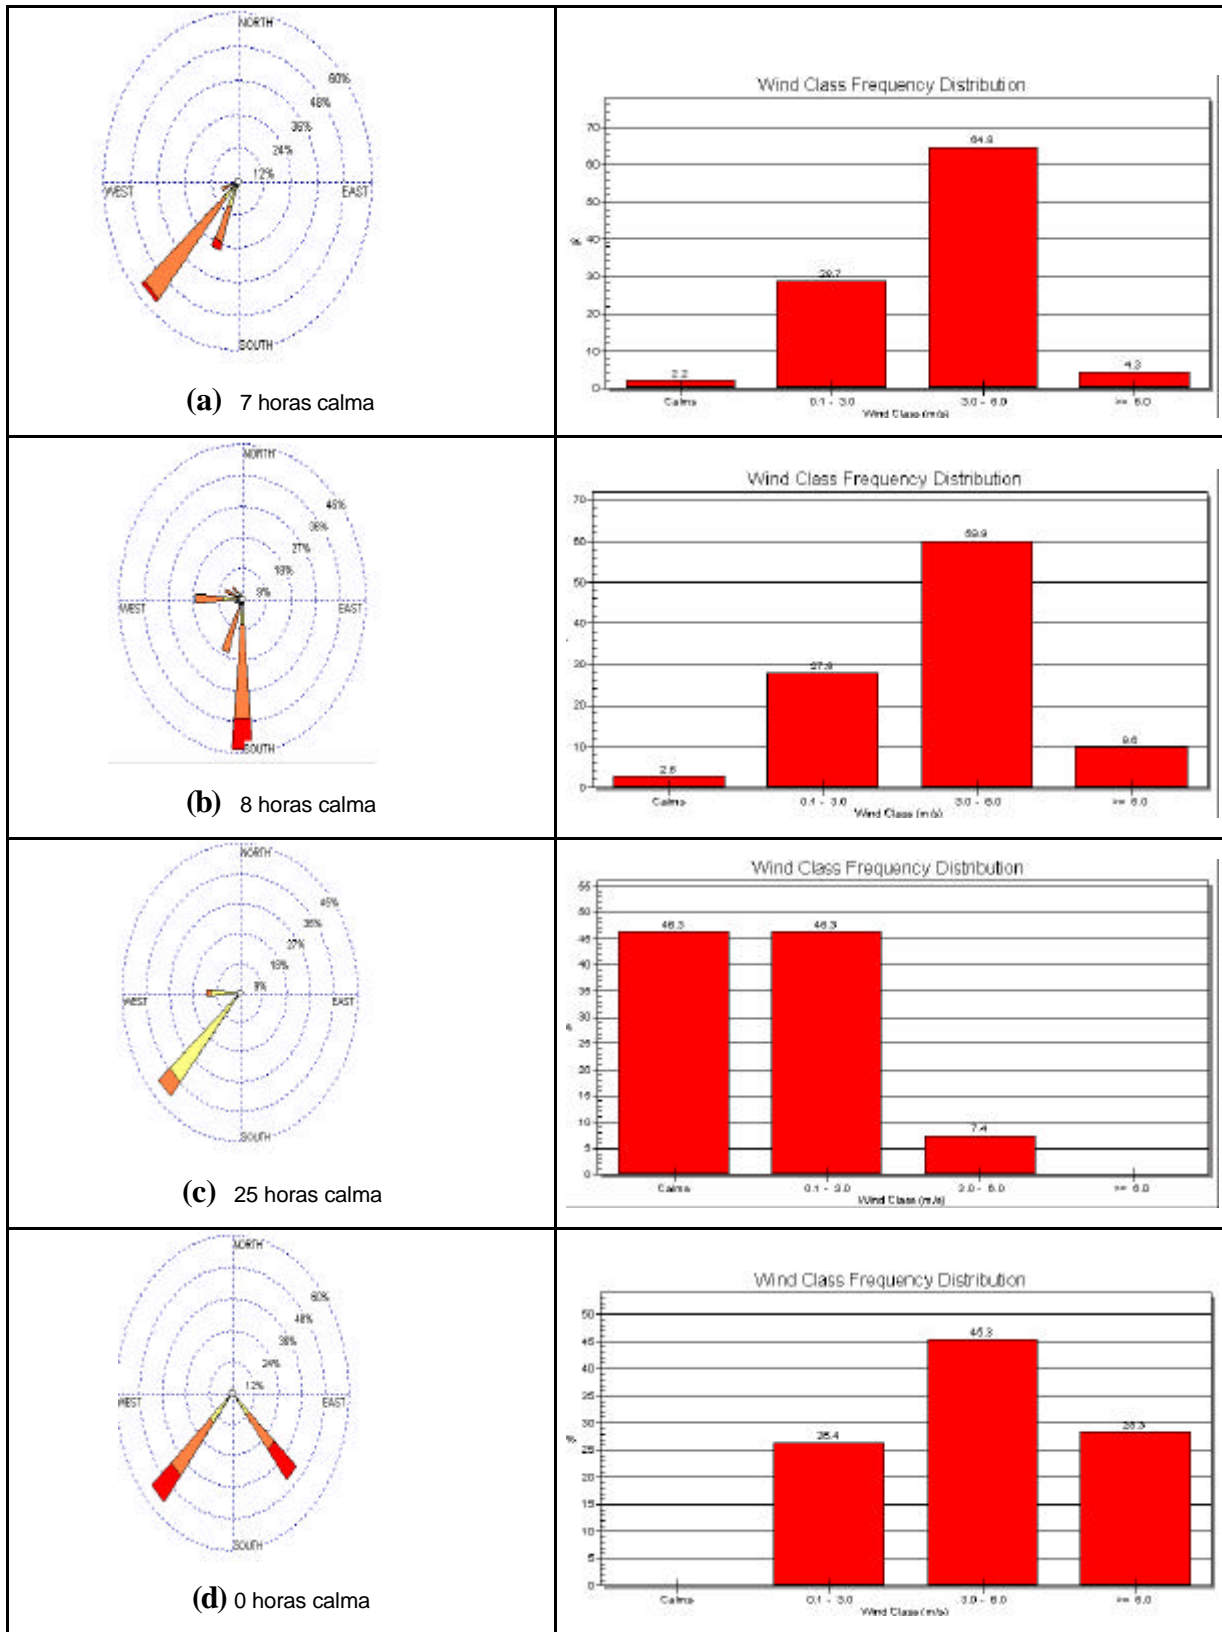 NORTH
60%
48%
36%
24%
12%
WEST
EAST
SOUTH
(a) 7 horas calma
Wind Class Frequency Distribution
70
60
50
40
30
20
10
0
2.2
64.8
4.3
Calms
0.1 - 3.0
3.0 - 6.0
>= 6.0
Wind Class (m/s)
NORTH
45%
36%
27%
18%
9%
WEST
EAST
SOUTH
(b) 8 horas calma
Wind Class Frequency Distribution
70
60
50
40
30
20
10
0
59.9
Calms
0.1 - 3.0
3.0 - 6.0
>= 6.0
Wind Class (m/s)
NORTH
45%
36%
27%
18%
9%
WEST
EAST
SOUTH
(c) 25 horas calma
Wind Class Frequency Distribution
55
50
45
40
35
30
25
20
15
10
5
0
46.3
46.3
7.4
Calms
0.1 - 3.0
3.0 - 6.0
>= 6.0
Wind Class (m/s)
NORTH
60%
48%
36%
24%
12%
WEST
EAST
SOUTH
(d) 0 horas calma
Wind Class Frequency Distribution
50
45
40
35
30
25
20
15
10
5
0
%
26.4
45.3
28.3
Calms
0.1 - 3.0
3.0 - 6.0
>= 6.0
Wind Class (m/s)